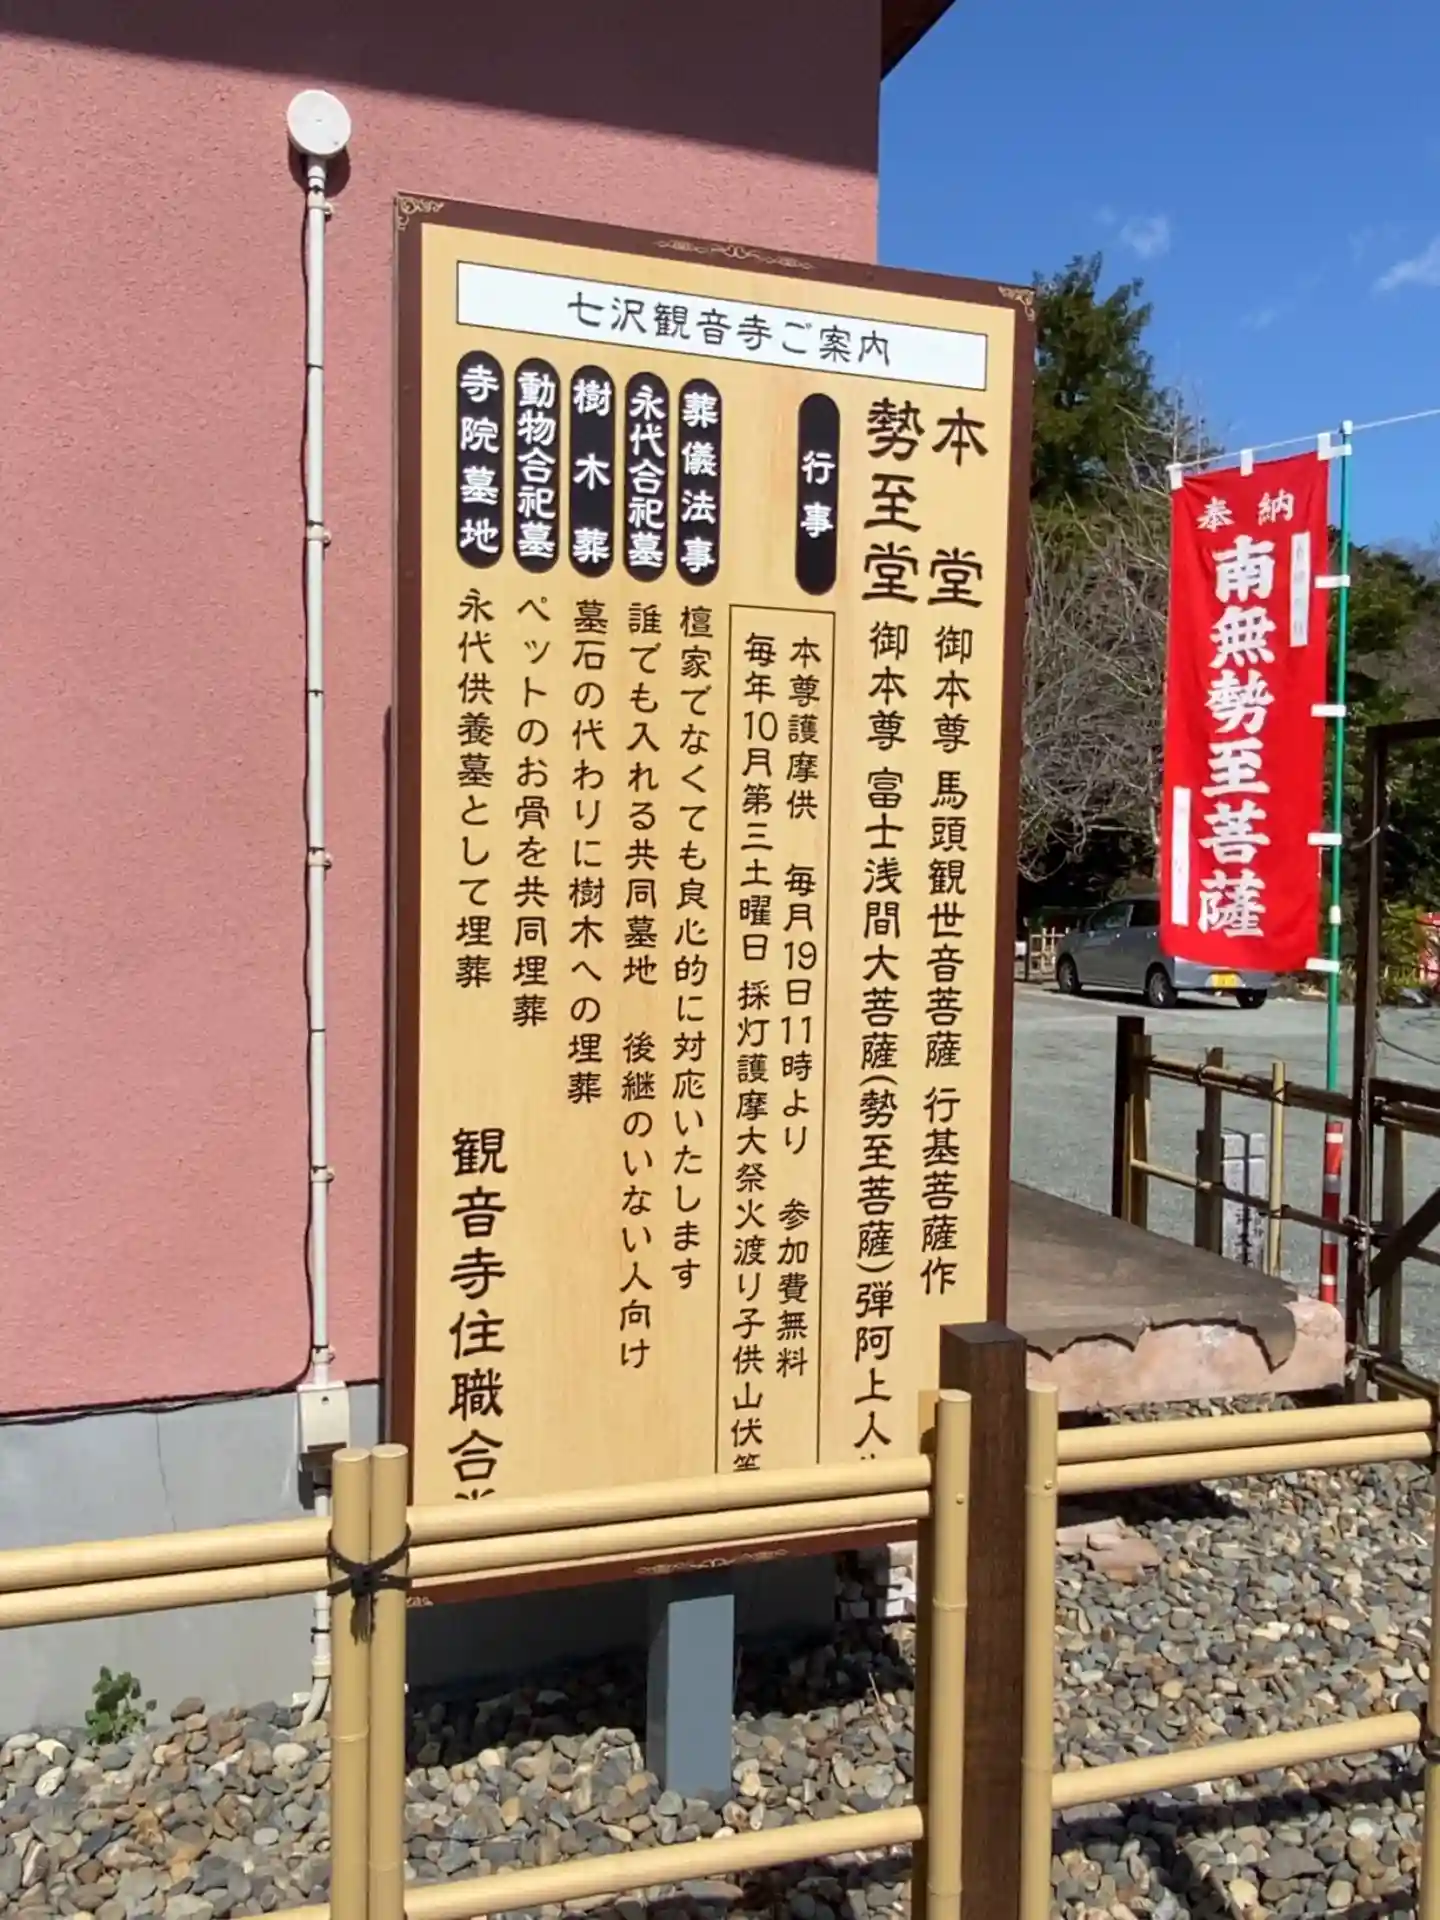 七沢観音寺ご案内
本堂 御本尊 馬頭観世音菩薩 行基菩薩作
勢至堂 御本尊 富士浅間大菩薩(勢至菩薩)弾阿上人
行事
本尊護摩供 毎月19日11時より 参加費無料
毎年10月第三土曜日 採灯護摩大祭火渡り子供山伏等
葬儀法事 檀家でなくても良心的に対応いたします
永代合祀墓 誰でも入れる共同墓地 後継のいない人向け
樹木葬 墓石の代わりに樹木への埋葬
動物合祀墓 ペットのお骨を共同埋葬
寺院墓地 永代供養墓として埋葬
観音寺住職合
奉納
南無勢至菩薩